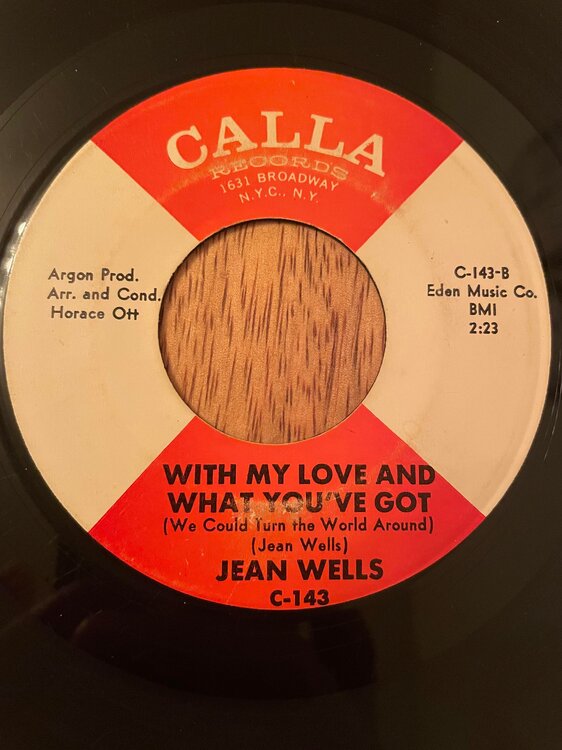 CALLA
RECORDS
1631 BROADWAY
N.Y.C., N.Y.
Argon Prod.
Arr. and Cond.
Horace Ott
C-143-B
Eden Music Co.
BMI
2:23
WITH MY LOVE AND
WHAT YOU'VE GOT
(We Could Turn the World Around)
(Jean Wells)
JEAN WELLS
C-143